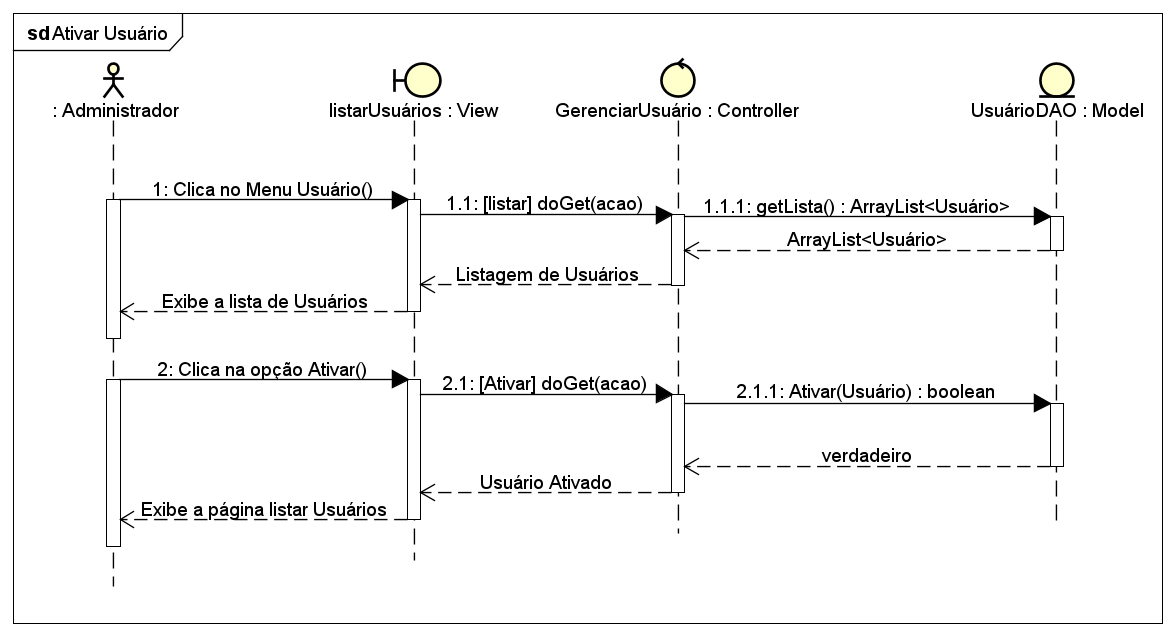 sd Ativar Usuário
: Administrador
listarUsuários : View
GerenciarUsuário : Controller
UsuárioDAO : Model
1: Clica no Menu Usuário()
1.1: [listar] doGet(acao)
1.1.1: getLista() : ArrayList<Usuário>
ArrayList<Usuário>
Listagem de Usuários
Exibe a lista de Usuários
2: Clica na opção Ativar()
2.1: [Ativar] doGet(acao)
2.1.1: Ativar(Usuário) : boolean
verdadeiro
Usuário Ativado
Exibe a página listar Usuários